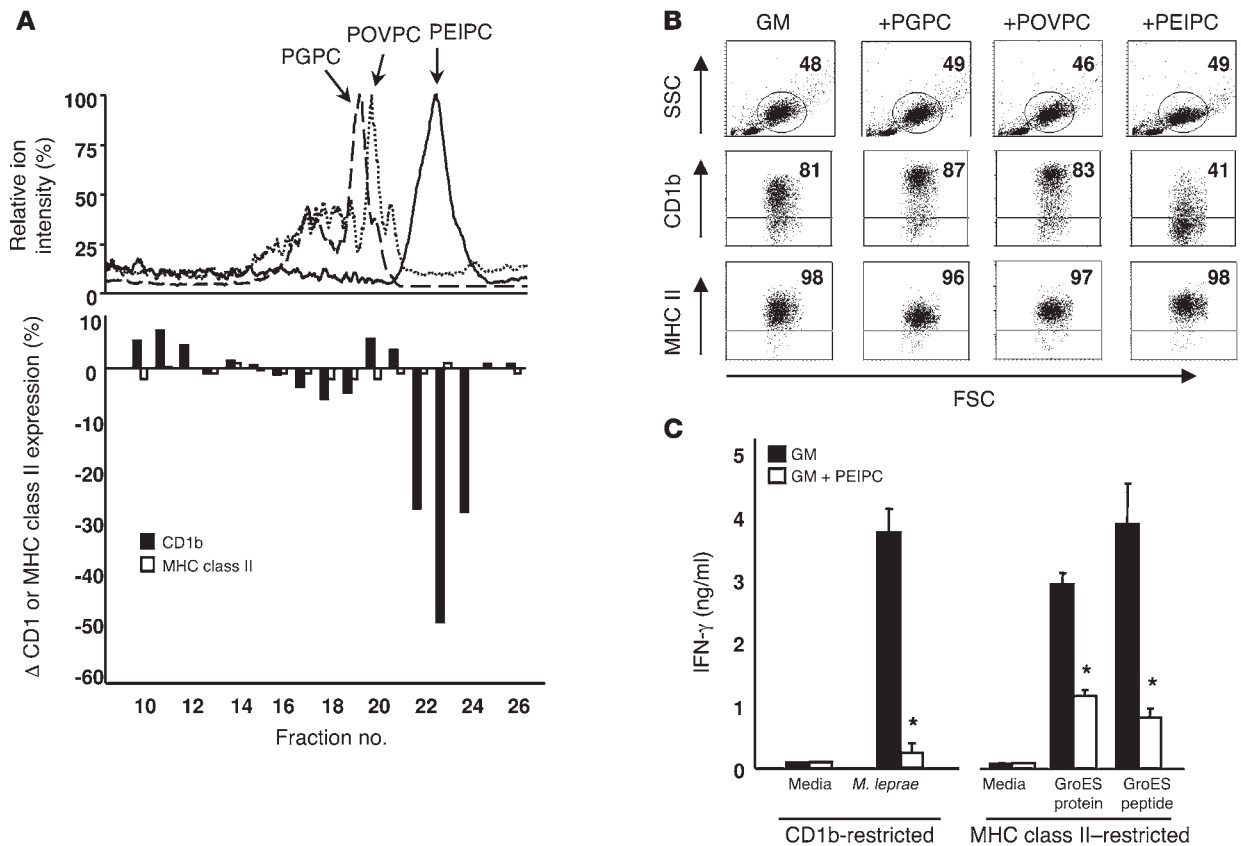 A
PGPC
POVPC
PEIPC
Relative ion
intensity (%)
100
75
50
25
0
Δ CD1 or MHC class II expression (%)
10
0
-10
-20
-30
-40
-50
-60
CD1b
MHC class II
10 12 14 16 18 20 22 24 26
Fraction no.
B
GM +PGPC +POVPC +PEIPC
SSC
48 49 46 49
CD1b
81 87 83 41
MHC II
98 96 97 98
FSC
C
IFN-γ (ng/ml)
5
4
3
2
1
0
GM
GM + PEIPC
*
*
*
Media M. leprae Media GroES protein GroES peptide
CD1b-restricted MHC class II–restricted